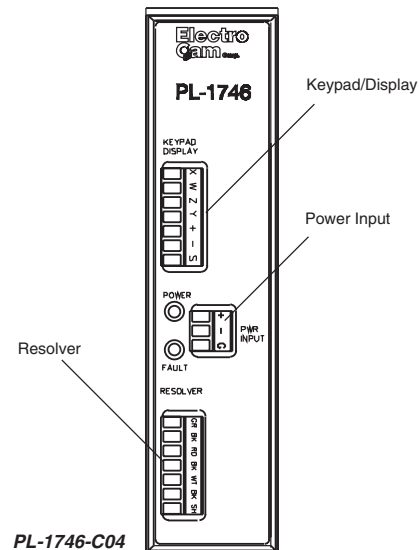 Electro
Cam Corp.
PL-1746
Keypad/Display
KEYPAD
DISPLAY
X
W
Z
Y
+
-
S
Power Input
POWER
+
-
G
PWR
INPUT
FAULT
Resolver
RESOLVER
GR
BK
RD
BK
WT
BK
SH
PL-1746-C04